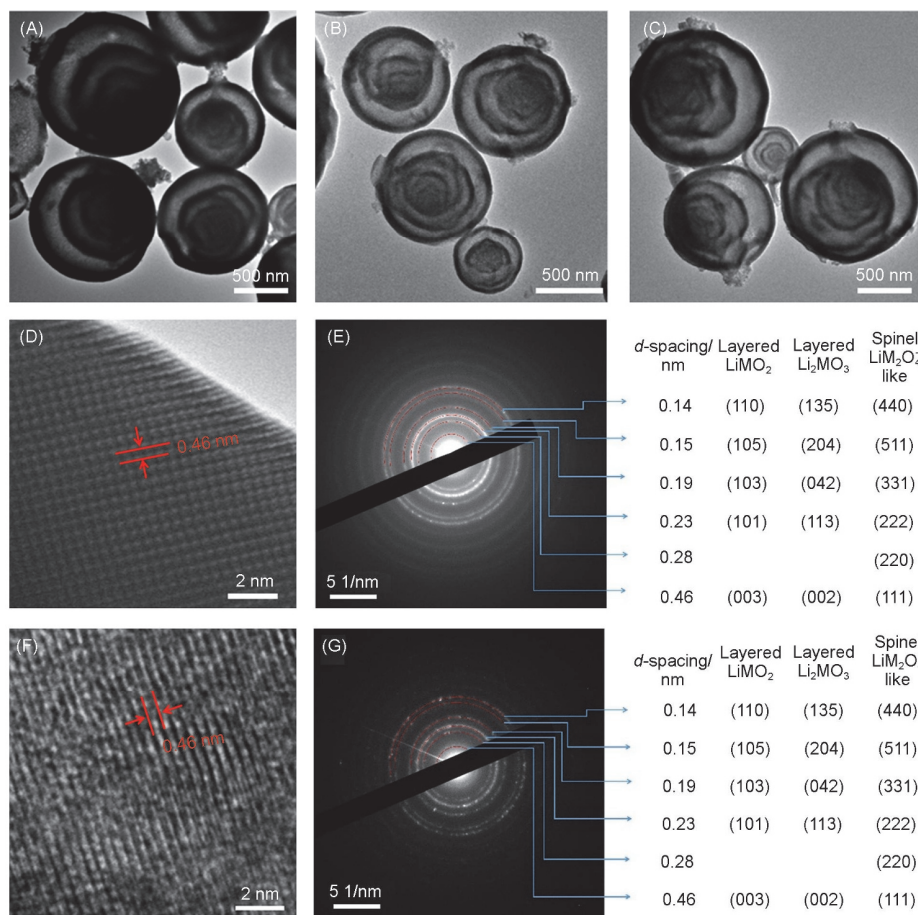 (A)
500 nm
(B)
500 nm
(C)
500 nm
(D)
0.46 nm
2 nm
(E)
5 1/nm
d-spacing/ nm Layered LiMO₂ Layered Li₂MO₃ Spinel LiM₂O₂ like
0.14 (110) (135) (440)
0.15 (105) (204) (511)
0.19 (103) (042) (331)
0.23 (101) (113) (222)
0.28 (220)
0.46 (003) (002) (111)
(F)
0.46 nm
2 nm
(G)
5 1/nm
d-spacing/ nm Layered LiMO₂ Layered Li₂MO₃ Spine LiM₂O like
0.14 (110) (135) (440)
0.15 (105) (204) (511)
0.19 (103) (042) (331)
0.23 (101) (113) (222)
0.28 (220)
0.46 (003) (002) (111)